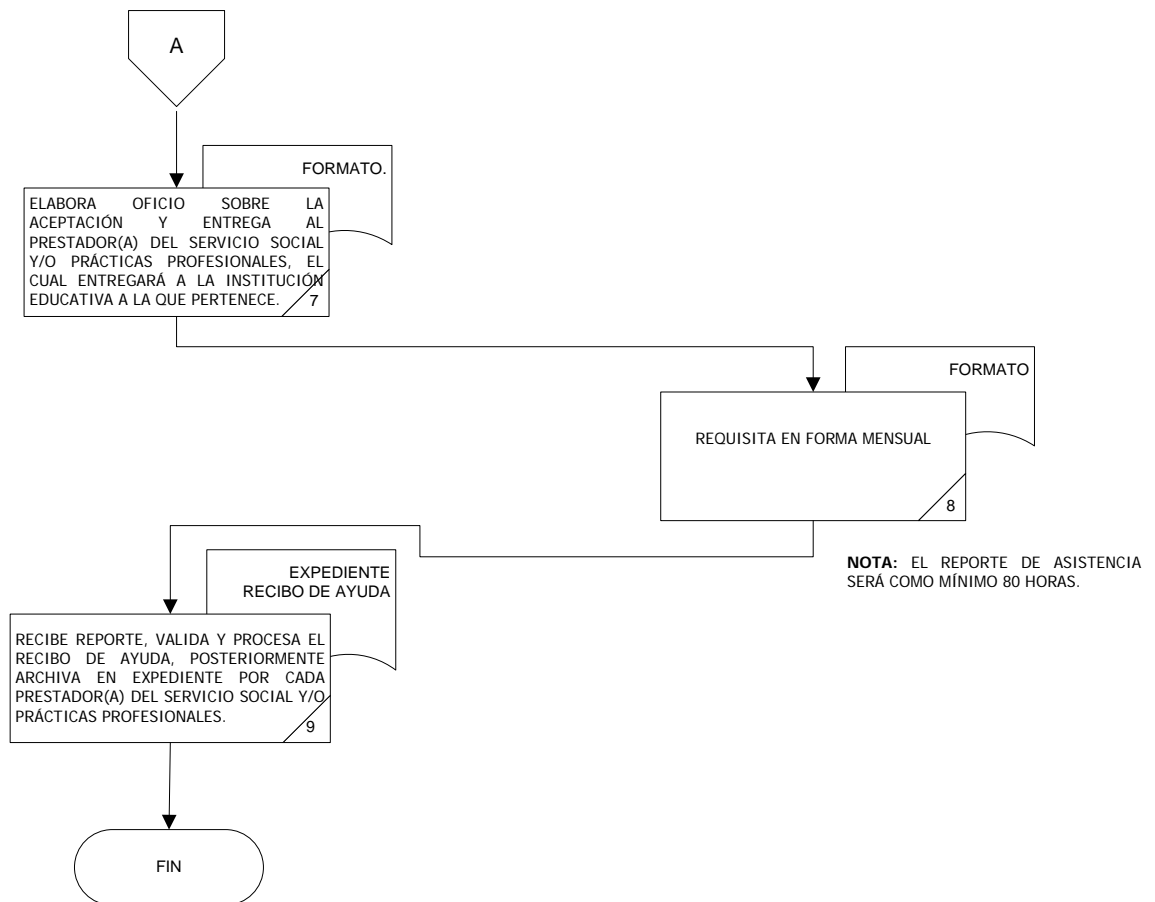 A
FORMATO.
ELABORA OFICIO SOBRE LA
ACEPTACIÓN Y ENTREGA AL
PRESTADOR(A) DEL SERVICIO SOCIAL
Y/O PRÁCTICAS PROFESIONALES, EL
CUAL ENTREGARÁ A LA INSTITUCIÓN
EDUCATIVA A LA QUE PERTENECE.
7
FORMATO
REQUISITA EN FORMA MENSUAL
8
NOTA: EL REPORTE DE ASISTENCIA
SERÁ COMO MÍNIMO 80 HORAS.
EXPEDIENTE
RECIBO DE AYUDA
RECIBE REPORTE, VALIDA Y PROCESA EL
RECIBO DE AYUDA, POSTERIORMENTE
ARCHIVA EN EXPEDIENTE POR CADA
PRESTADOR(A) DEL SERVICIO SOCIAL Y/O
PRÁCTICAS PROFESIONALES.
9
FIN